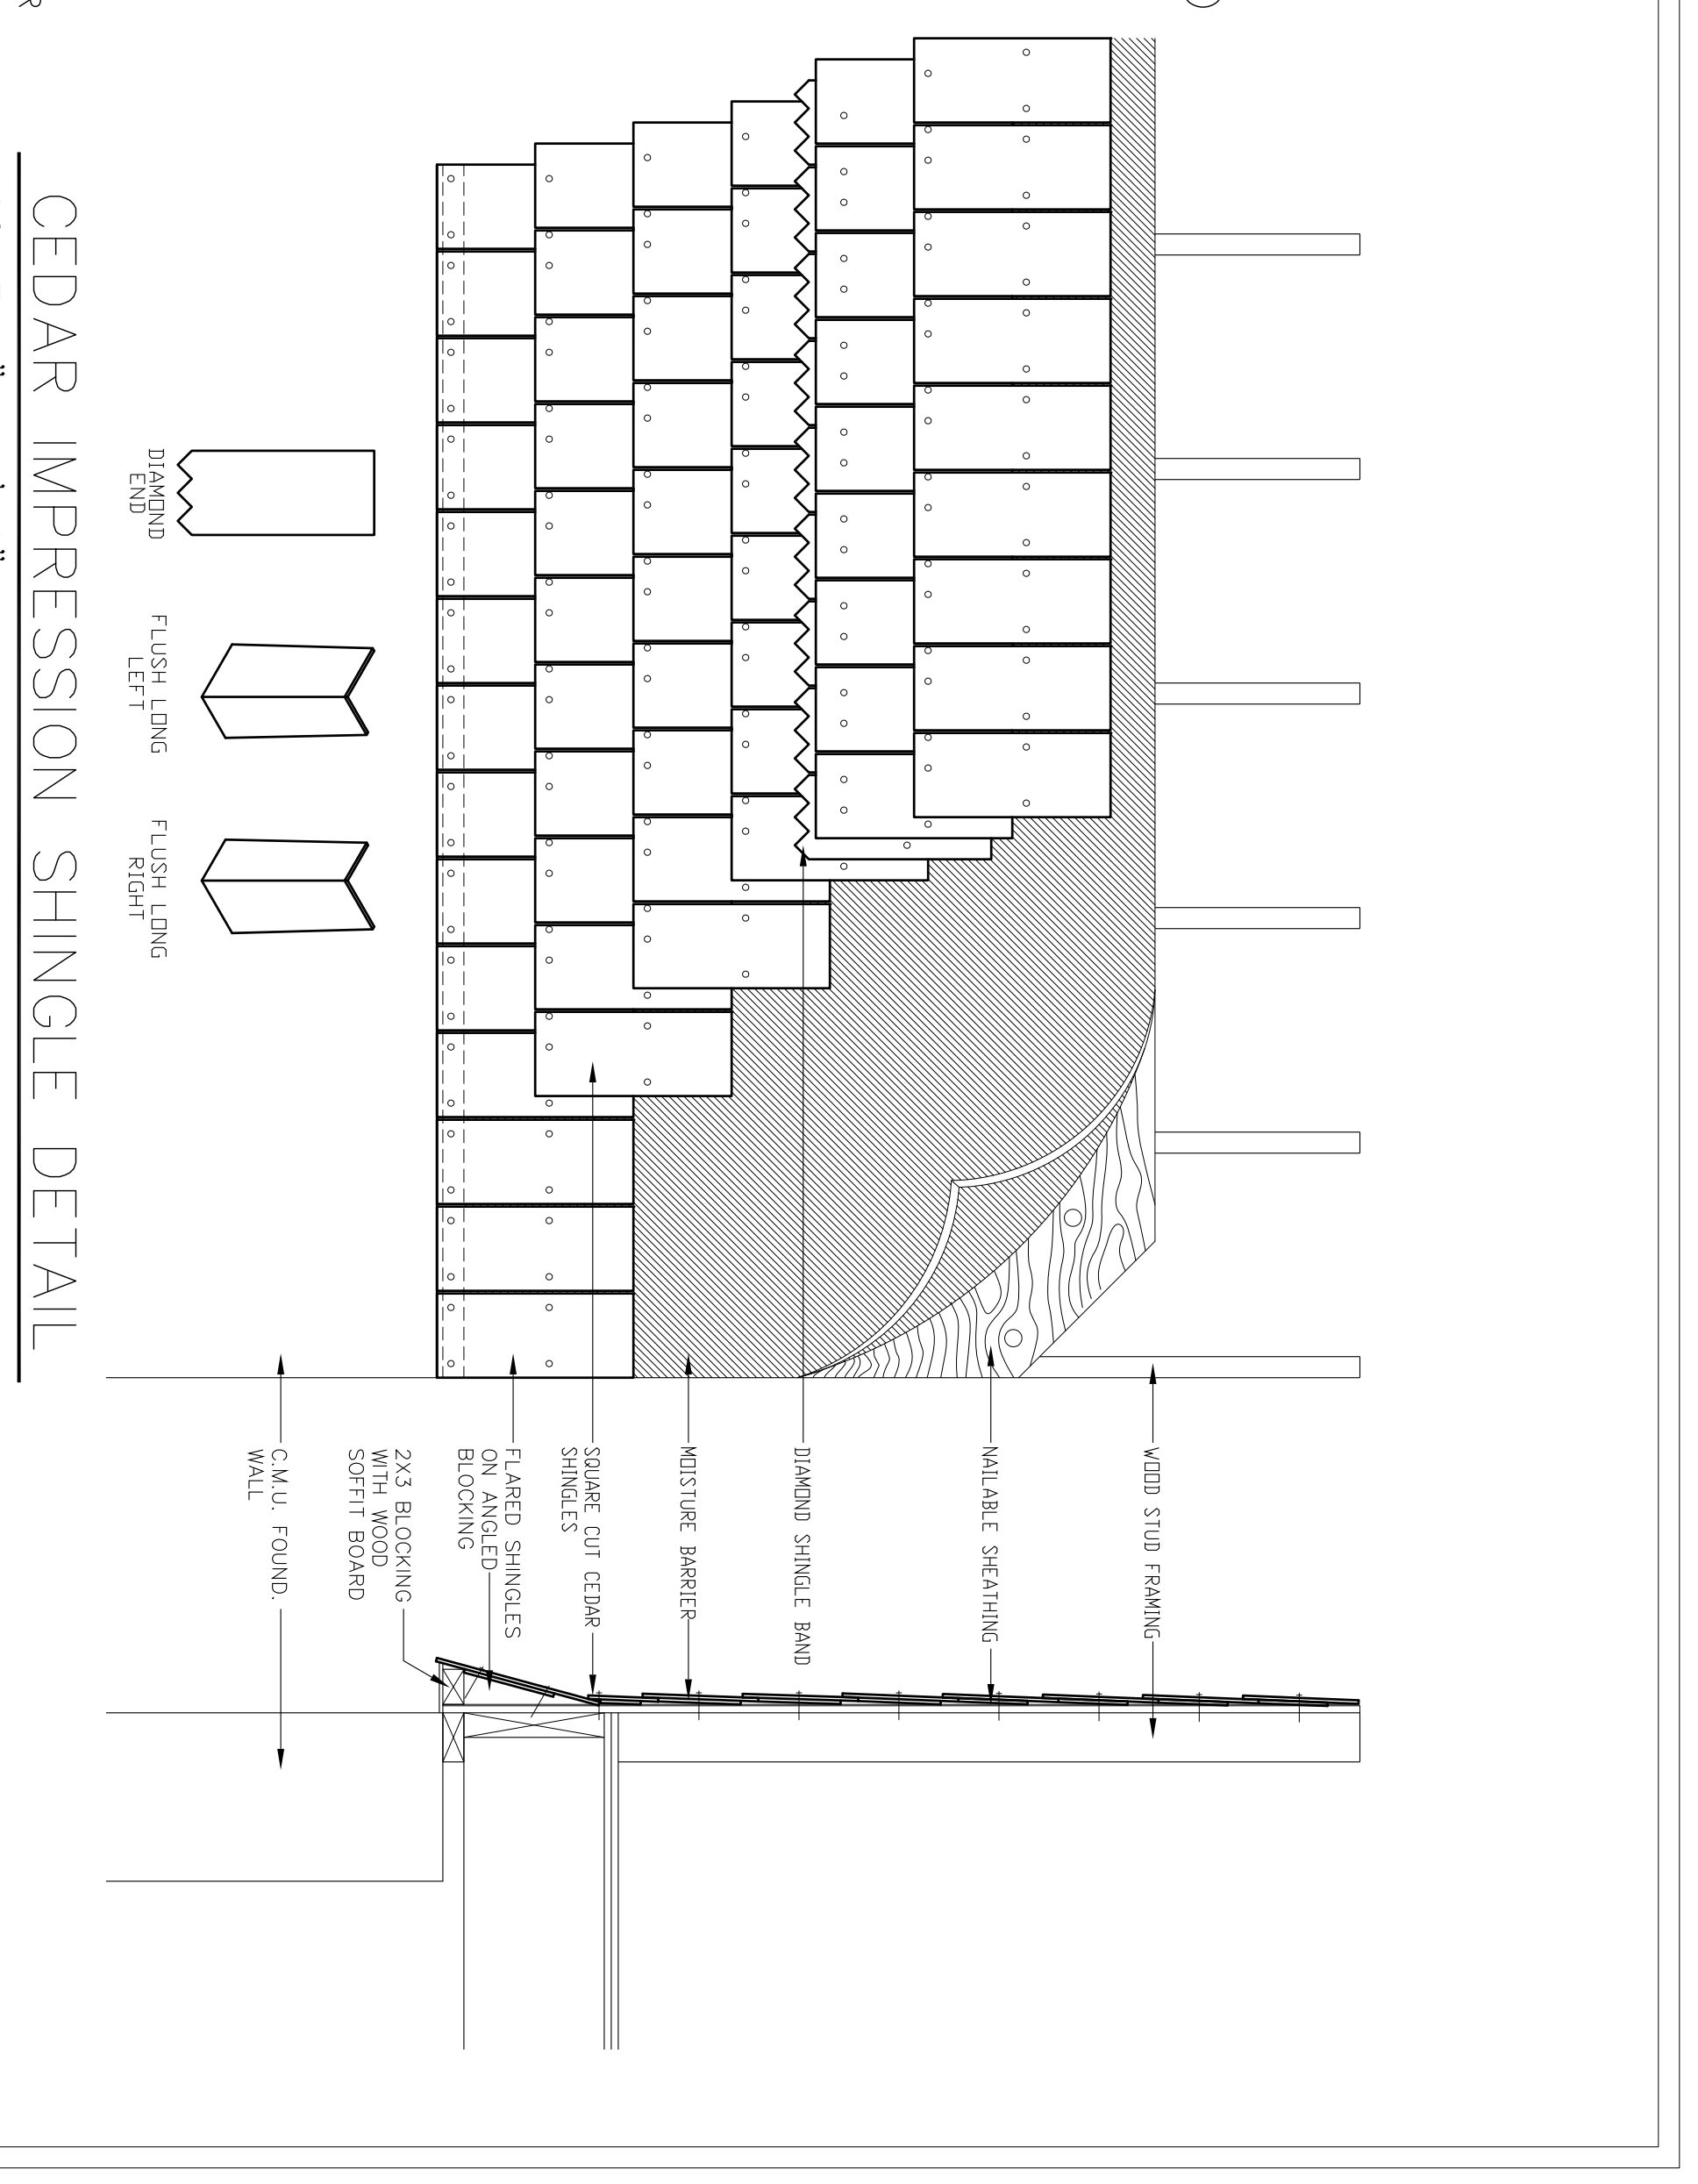 WOOD STUD FRAMING
NAILABLE SHEATHING
DIAMOND SHINGLE BAND
MOISTURE BARRIER
SQUARE CUT CEDAR
SHINGLES
FLARED SHINGLES
ON ANGLED
BLOCKING
2X3 BLOCKING
WITH WOOD
SOFFIT BOARD
C.M.U. FOUND.
WALL
DIAMOND
END
FLUSH LONG
LEFT
FLUSH LONG
RIGHT
CEDAR IMPRESSION SHINGLE DETAIL